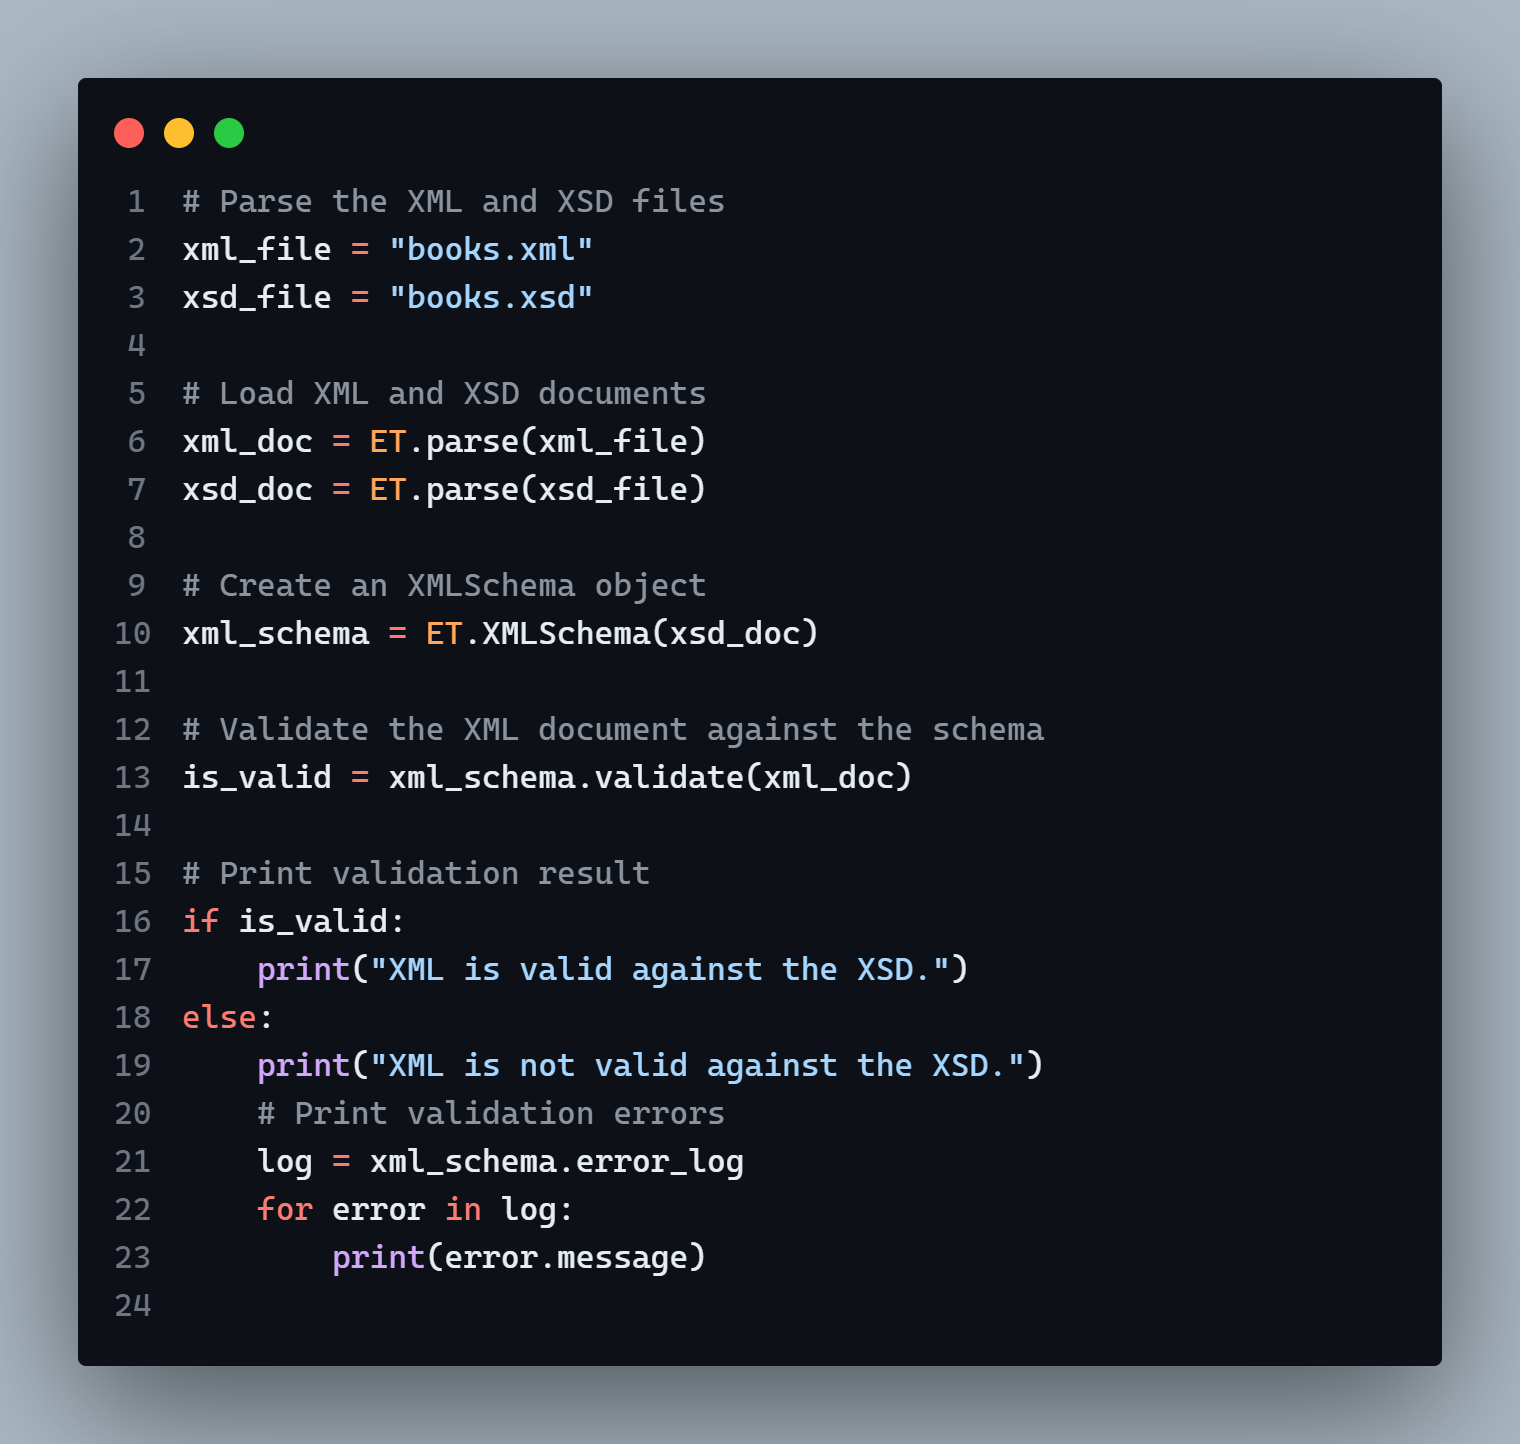 1 # Parse the XML and XSD files
2 xml_file = "books.xml"
3 xsd_file = "books.xsd"
4
5 # Load XML and XSD documents
6 xml_doc = ET.parse(xml_file)
7 xsd_doc = ET.parse(xsd_file)
8
9 # Create an XMLSchema object
10 xml_schema = ET.XMLSchema(xsd_doc)
11
12 # Validate the XML document against the schema
13 is_valid = xml_schema.validate(xml_doc)
14
15 # Print validation result
16 if is_valid:
17     print("XML is valid against the XSD.")
18 else:
19     print("XML is not valid against the XSD.")
20     # Print validation errors
21     log = xml_schema.error_log
22     for error in log:
23         print(error.message)
24